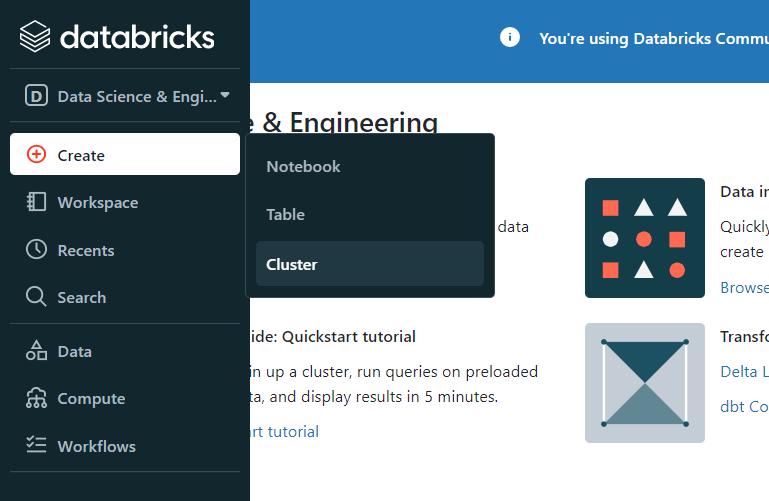 databricks
You're using Databricks Commu
D Data Science & Engi...
e & Engineering
Create
Notebook
Table
Cluster
Workspace
Recents
Search
Data
Compute
Workflows
data
ide: Quickstart tutorial
in up a cluster, run queries on preloaded
ta, and display results in 5 minutes.
rt tutorial
Data in
Quickly
create
Browse
Transfo
Delta L
dbt Co